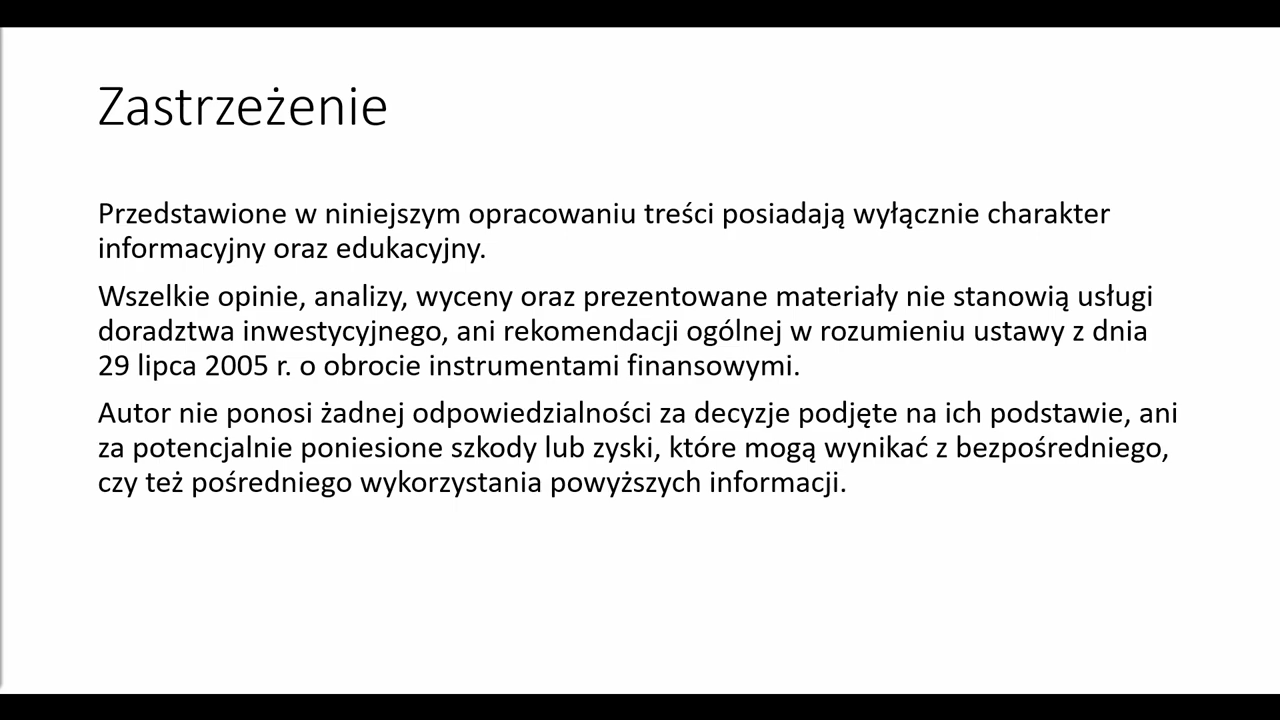 Zastrzeżenie
Przedstawione w niniejszym opracowaniu treści posiadają wyłącznie charakter
informacyjny oraz edukacyjny.
Wszelkie opinie, analizy, wyceny oraz prezentowane materiały nie stanowią usługi
doradztwa inwestycyjnego, ani rekomendacji ogólnej w rozumieniu ustawy z dnia
29 lipca 2005 r. o obrocie instrumentami finansowymi.
Autor nie ponosi żadnej odpowiedzialności za decyzje podjęte na ich podstawie, ani
za potencjalnie poniesione szkody lub zyski, które mogą wynikać z bezpośredniego,
czy też pośredniego wykorzystania powyższych informacji.